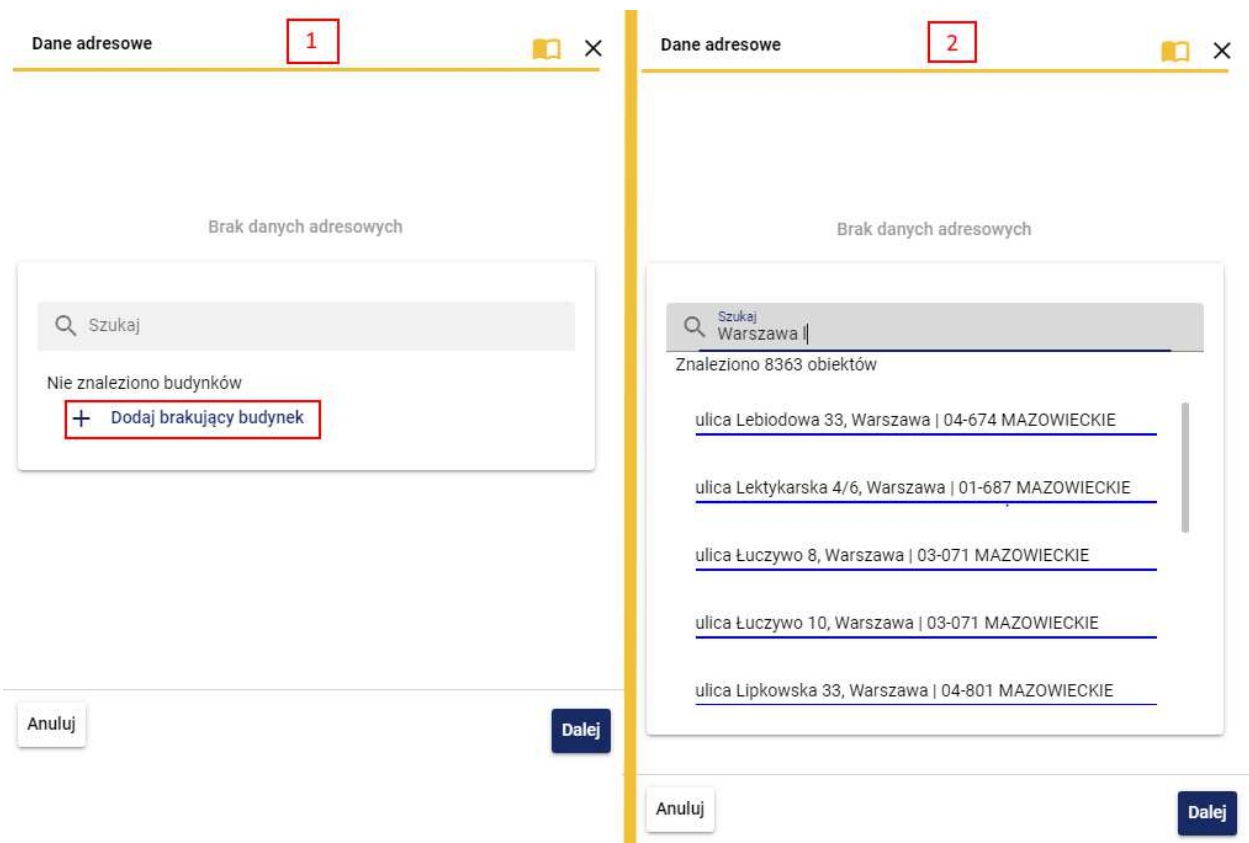 Dane adresowe
1
Brak danych adresowych
Szukaj
Nie znaleziono budynków
+ Dodaj brakujący budynek
Anuluj
Dalej
Dane adresowe
2
Brak danych adresowych
Szukaj
Warszawa l
Znaleziono 8363 obiektów
ulica Lebiodowa 33, Warszawa | 04-674 MAZOWIECKIE
ulica Lektykarska 4/6, Warszawa | 01-687 MAZOWIECKIE
ulica Łuczywo 8, Warszawa | 03-071 MAZOWIECKIE
ulica Łuczywo 10, Warszawa | 03-071 MAZOWIECKIE
ulica Lipkowska 33, Warszawa | 04-801 MAZOWIECKIE
Anuluj
Dalej